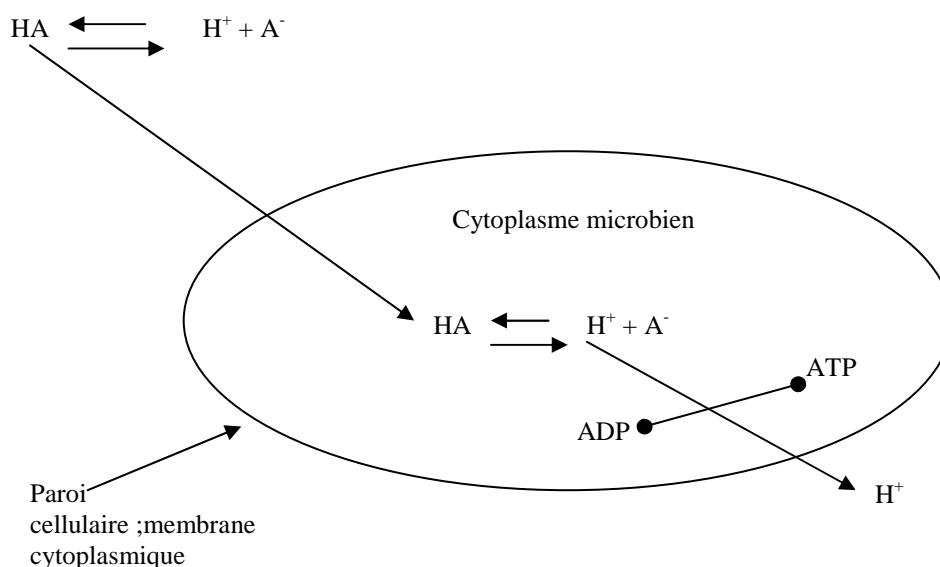 HA H⁺ + A⁻
Cytoplasme microbien
HA H⁺ + A⁻
ATP
ADP
H⁺
Paroi
cellulaire ;membrane
cytoplasmique